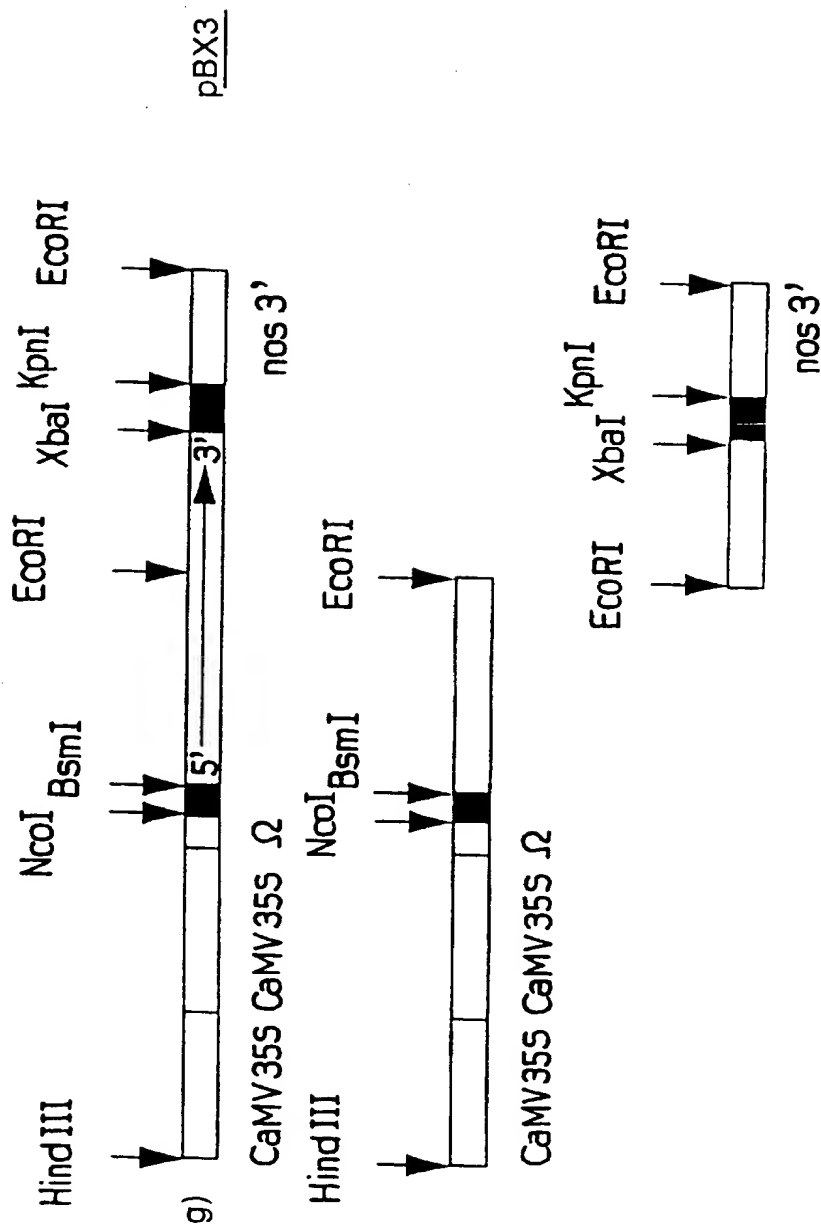 g)
HindIII NcoI BsmI EcoRI XbaI KpnI EcoRI
5' 3'
CaMV35S CaMV35S Ω nos 3'
pBX3
HindIII NcoI BsmI EcoRI
CaMV35S CaMV35S Ω
EcoRI XbaI KpnI EcoRI
nos 3'